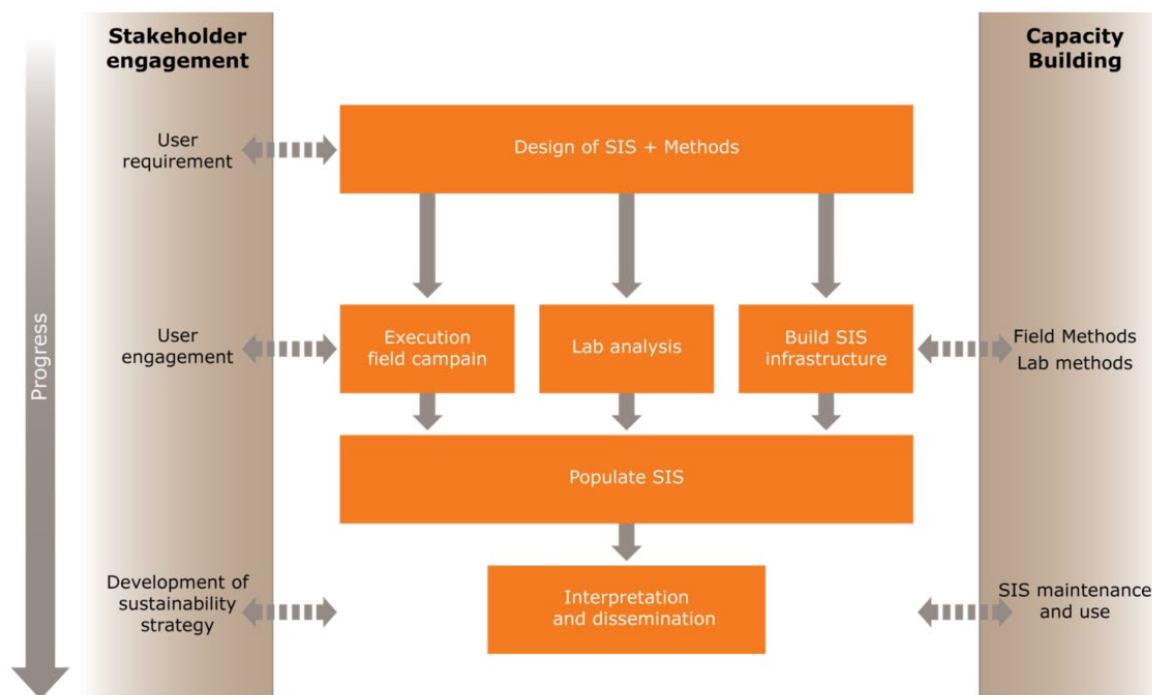 Stakeholder
engagement
Capacity
Building
User
requirement
Design of SIS + Methods
Progress
User
engagement
Execution
field campain
Lab analysis
Build SIS
infrastructure
Field Methods
Lab methods
Populate SIS
Development of
sustainability
strategy
Interpretation
and dissemination
SIS maintenance
and use